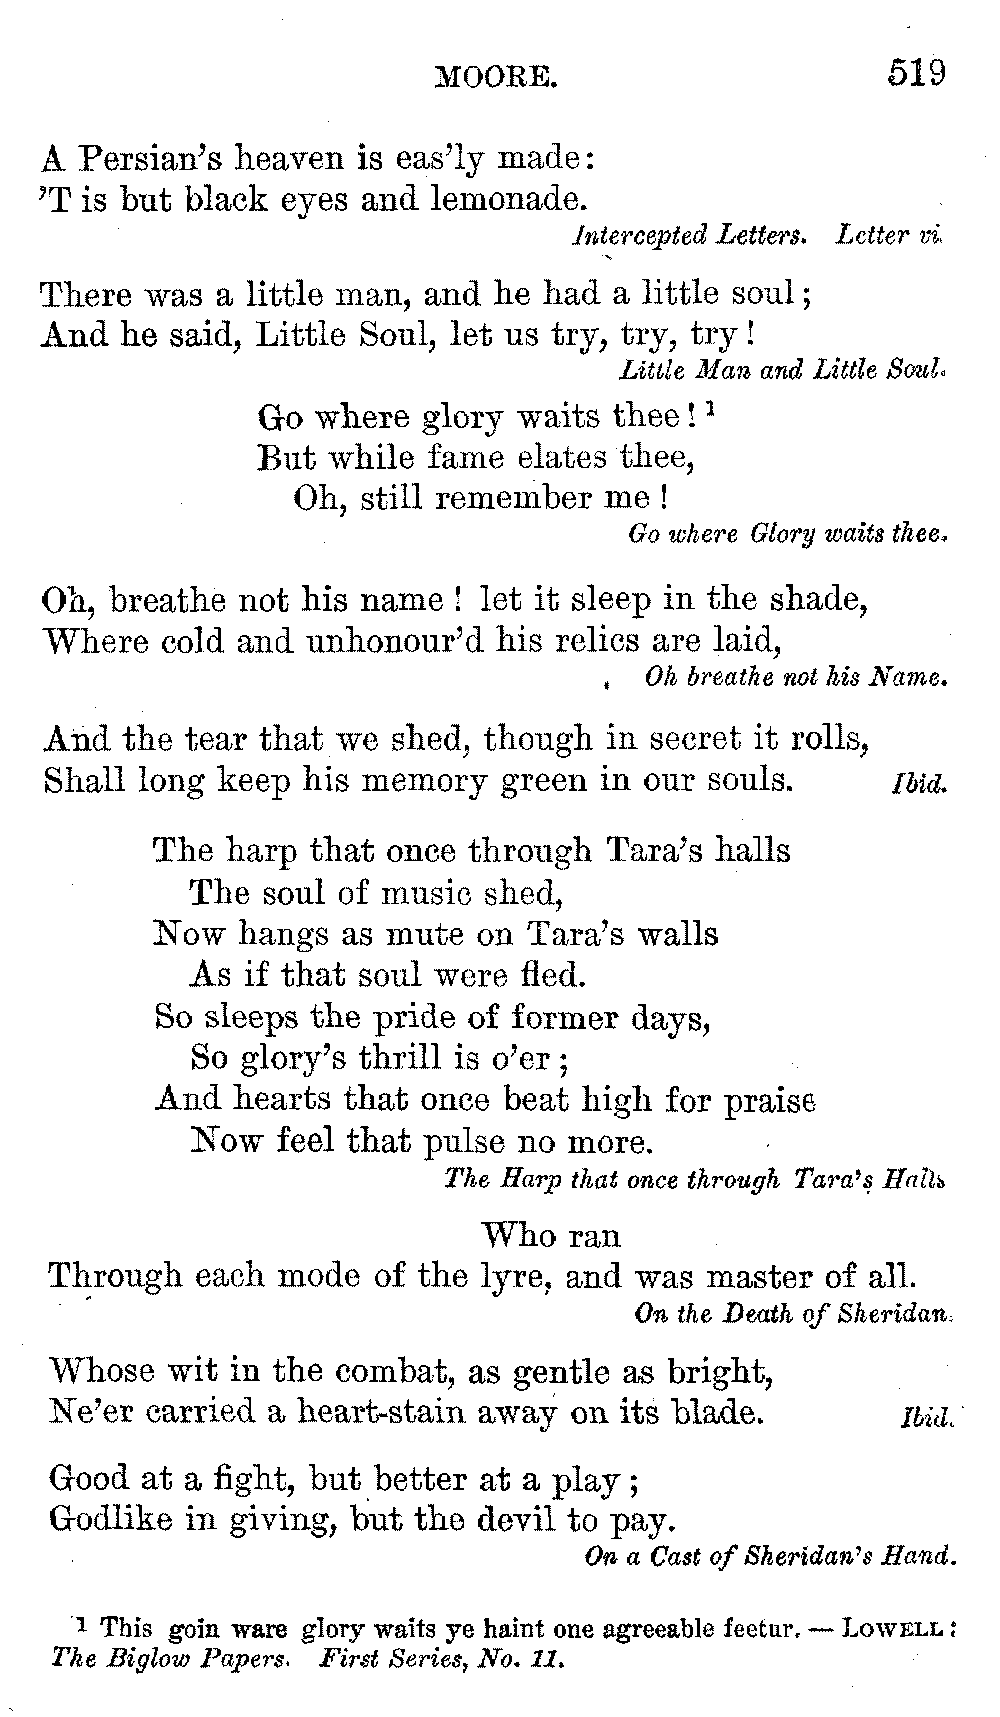 MOORE. 519
A Persian's heaven is eas'ly made:
'T is but black eyes and lemonade.
Intercepted Letters. Letter vi.
There was a little man, and he had a little soul;
And he said, Little Soul, let us try, try, try!
Little Man and Little Soul.
Go where glory waits thee!¹
But while fame elates thee,
Oh, still remember me!
Go where Glory waits thee.
Oh, breathe not his name! let it sleep in the shade,
Where cold and unhonour'd his relics are laid,
Oh breathe not his Name.
And the tear that we shed, though in secret it rolls,
Shall long keep his memory green in our souls. Ibid.
The harp that once through Tara's halls
The soul of music shed,
Now hangs as mute on Tara's walls
As if that soul were fled.
So sleeps the pride of former days,
So glory's thrill is o'er;
And hearts that once beat high for praise
Now feel that pulse no more.
The Harp that once through Tara's Halls
Who ran
Through each mode of the lyre, and was master of all.
On the Death of Sheridan.
Whose wit in the combat, as gentle as bright,
Ne'er carried a heart-stain away on its blade. Ibid.
Good at a fight, but better at a play;
Godlike in giving, but the devil to pay.
On a Cast of Sheridan's Hand.
¹ This goin ware glory waits ye haint one agreeable feetur. — LOWELL:
The Biglow Papers. First Series, No. 11.